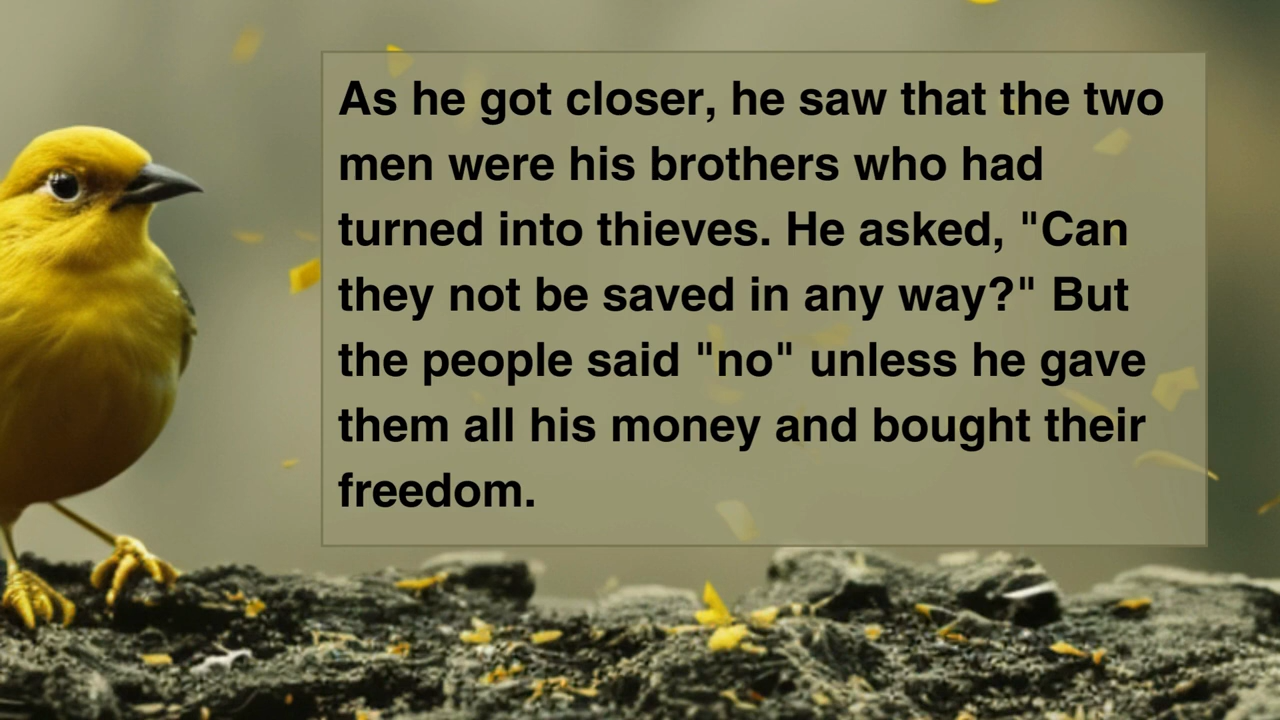 As he got closer, he saw that the two
men were his brothers who had
turned into thieves. He asked, "Can
they not be saved in any way?" But
the people said "no" unless he gave
them all his money and bought their
freedom.